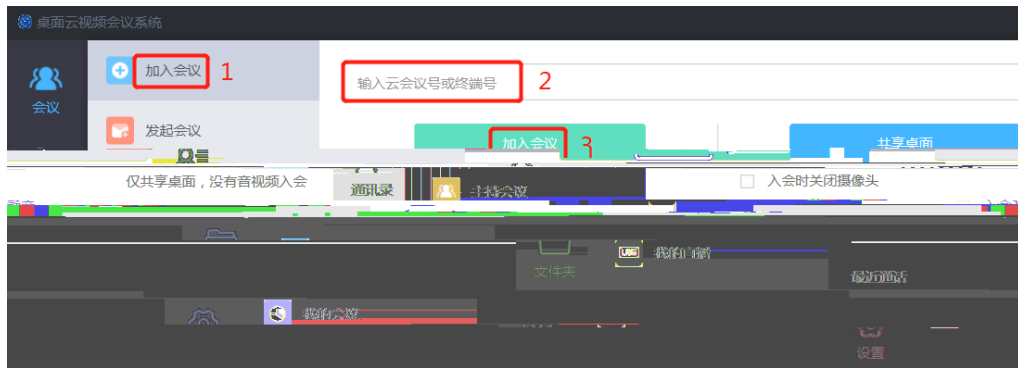 桌面云视频会议系统
加入会议 1
输入云会议号或终端号 2
会议
发起会议
加入会议 3
共享桌面
仅共享桌面，没有音视频入会
通讯录
主持会议
入会时关闭摄像头
文件夹
最近通话
我的会议
设置